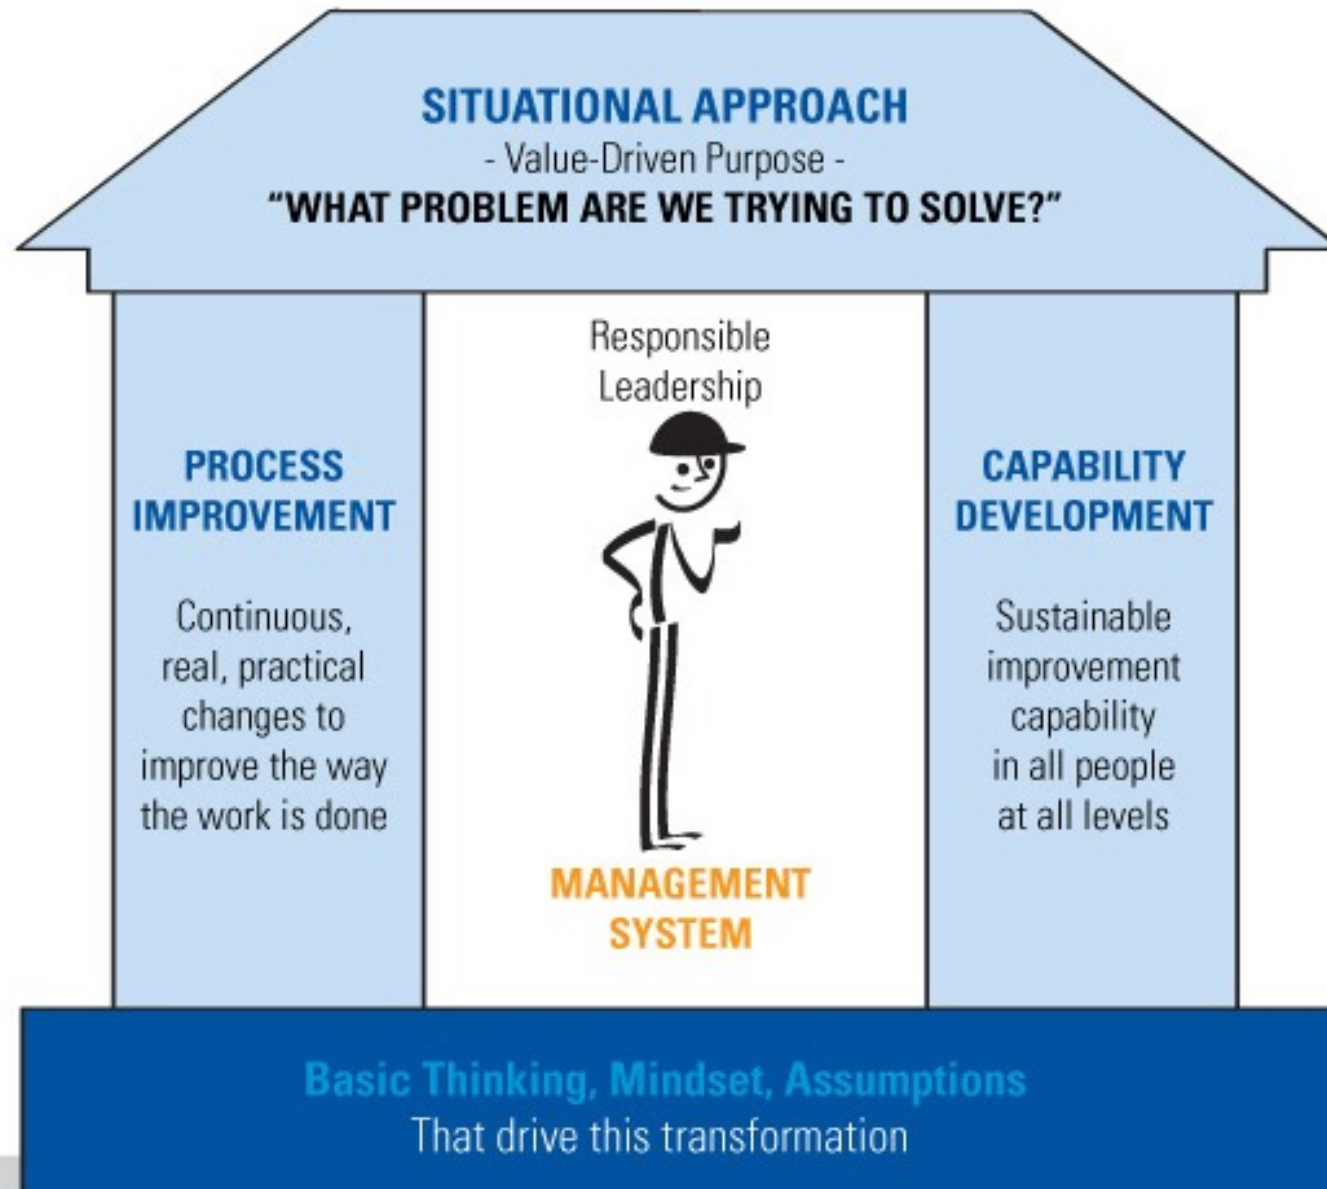 SITUATIONAL APPROACH
- Value-Driven Purpose -
“WHAT PROBLEM ARE WE TRYING TO SOLVE?”
Responsible
Leadership
PROCESS
IMPROVEMENT
Continuous,
real, practical
changes to
improve the way
the work is done
MANAGEMENT
SYSTEM
CAPABILITY
DEVELOPMENT
Sustainable
improvement
capability
in all people
at all levels
Basic Thinking, Mindset, Assumptions
That drive this transformation